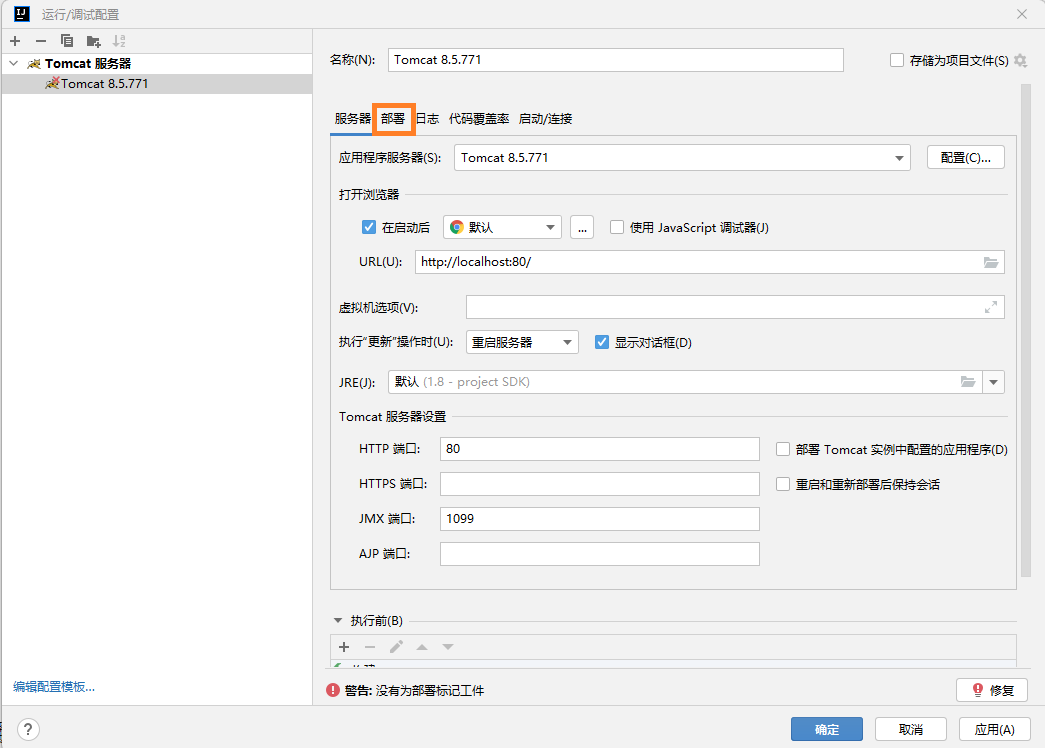 运行/调试配置
Tomcat 服务器
Tomcat 8.5.771
编辑配置模板...
名称(N): Tomcat 8.5.771 存储为项目文件(S)
服务器 部署 日志 代码覆盖率 启动/连接
应用程序服务器(S): Tomcat 8.5.771 配置(C)...
打开浏览器
在启动后 默认 ... 使用 JavaScript 调试器(J)
URL(U): http://localhost:80/
虚拟机选项(V):
执行“更新”操作时(U): 重启服务器 显示对话框(D)
JRE(J): 默认 (1.8 - project SDK)
Tomcat 服务器设置
HTTP 端口: 80 部署 Tomcat 实例中配置的应用程序(D)
HTTPS 端口: 重启和重新部署后保持会话
JMX 端口: 1099
AJP 端口:
执行前(B)
警告: 没有为部署标记工件 修复
? 确定 取消 应用(A)